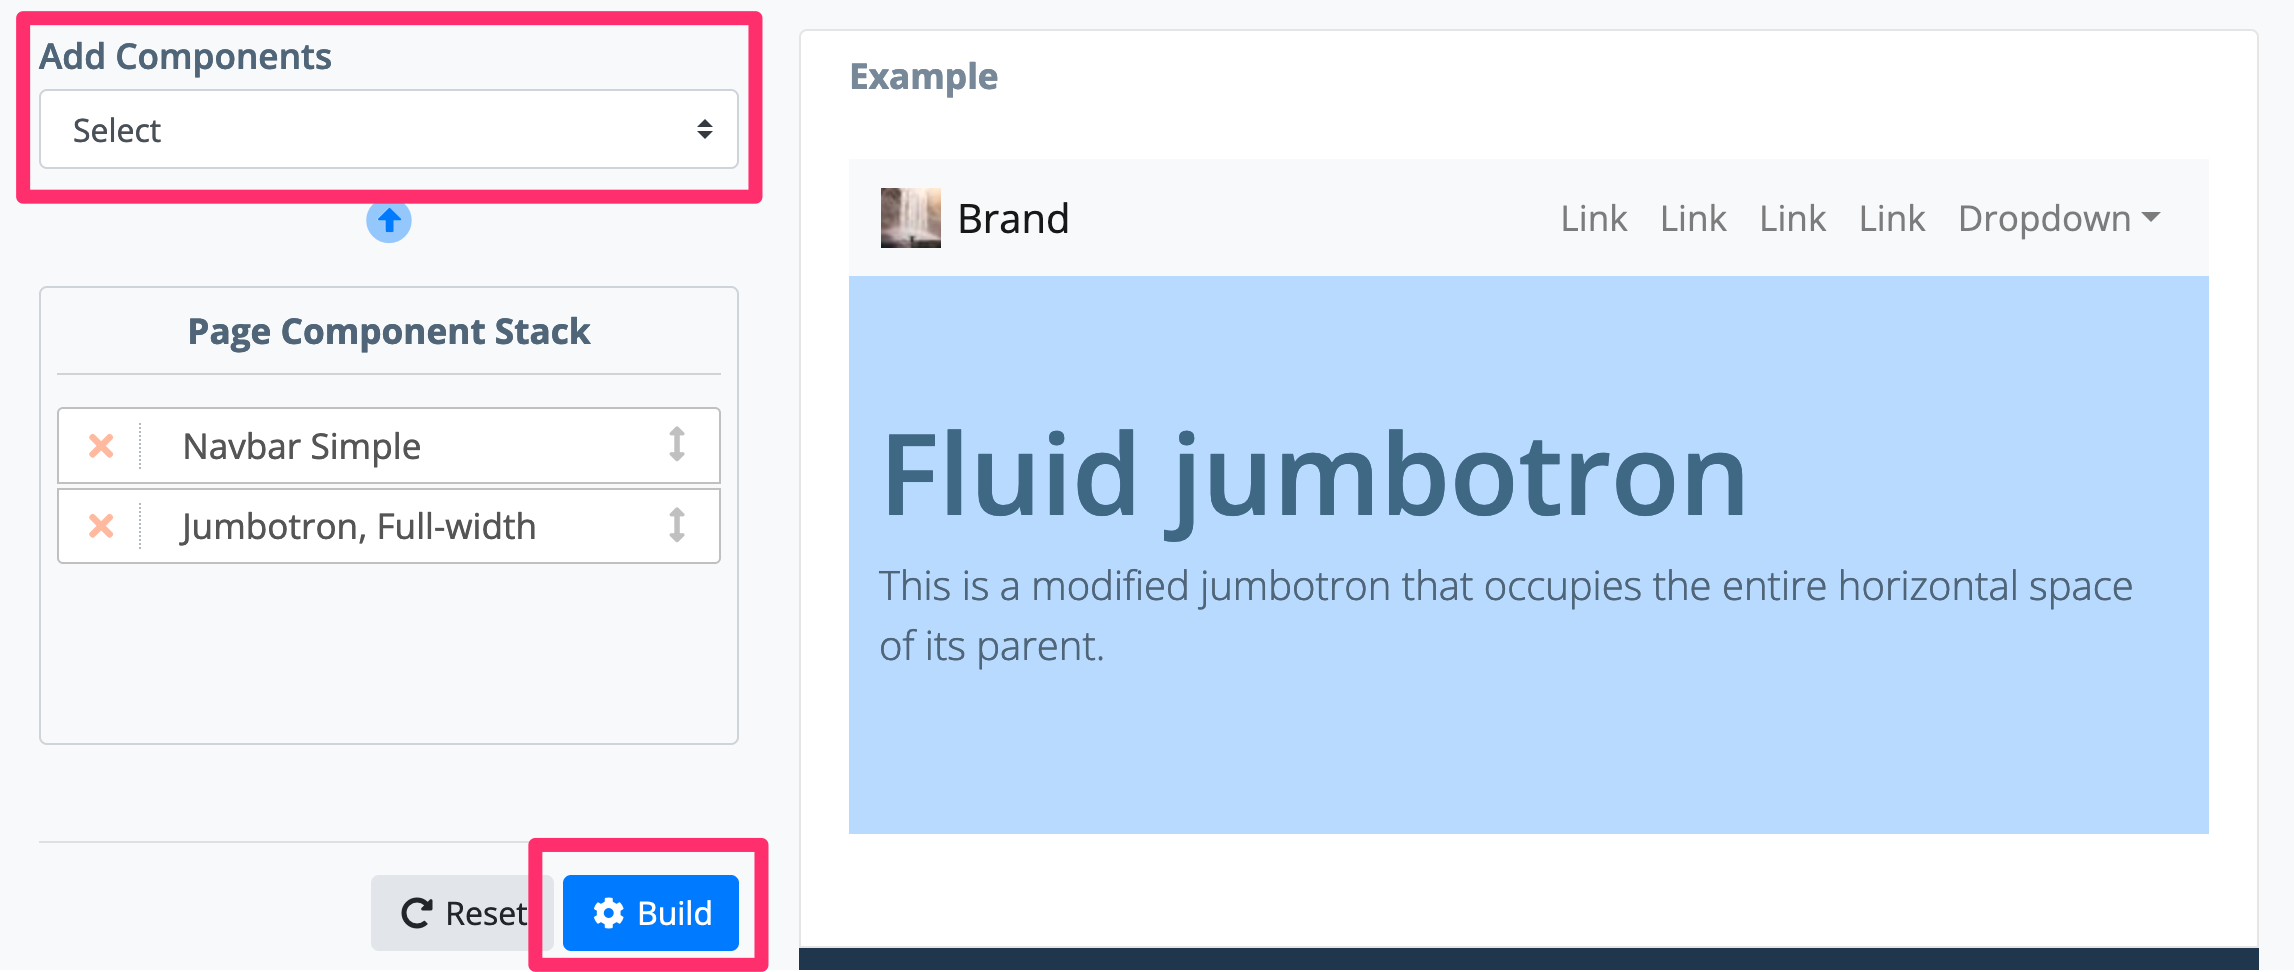 Add Components
Select
Page Component Stack
Navbar Simple
Jumbotron, Full-width
Reset
Build
Example
Brand
Link Link Link Link Dropdown
Fluid jumbotron
This is a modified jumbotron that occupies the entire horizontal space
of its parent.